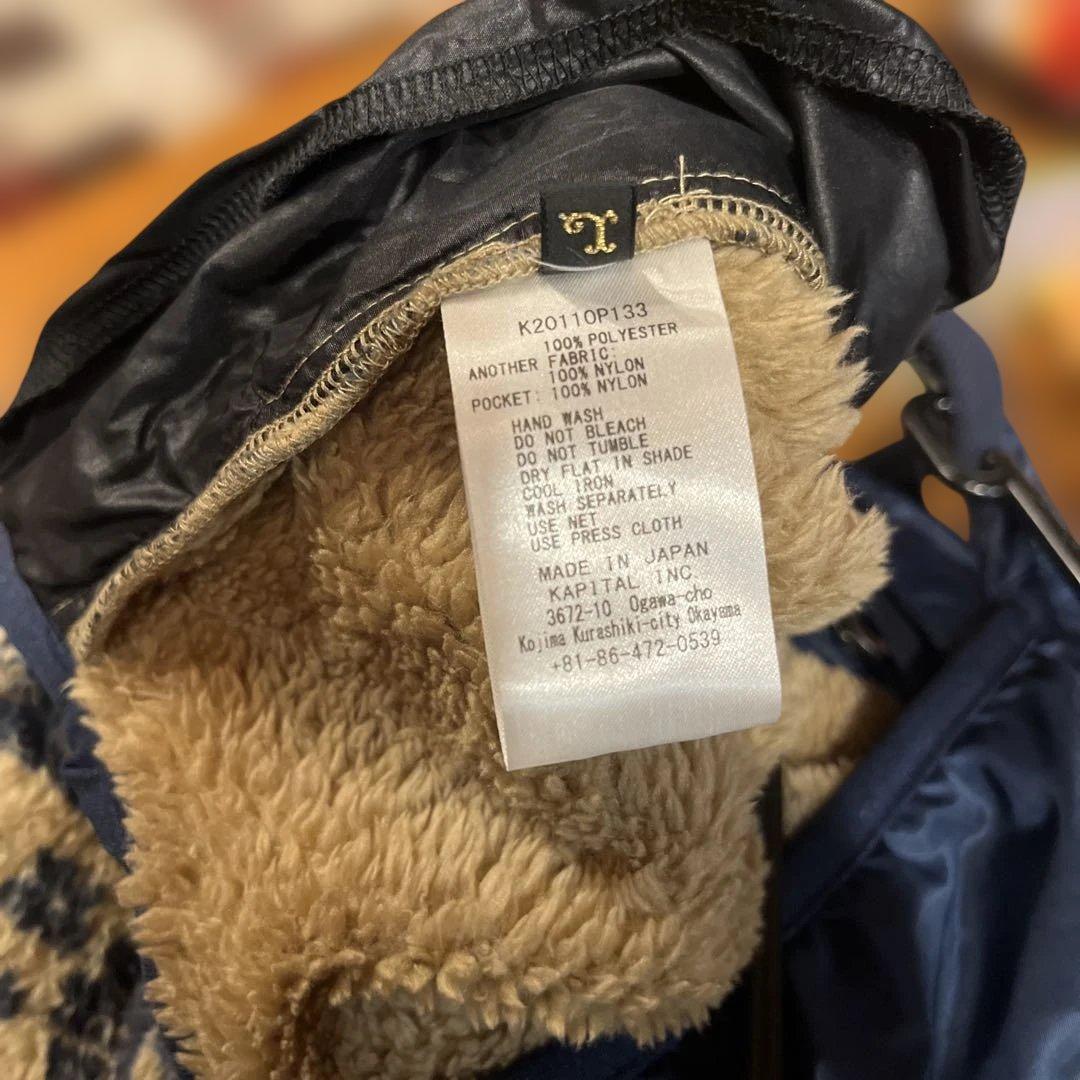 K2011OP133
100% POLYESTER
ANOTHER FABRIC:
100% NYLON
POCKET: 100% NYLON
HAND WASH
DO NOT BLEACH
DO NOT TUMBLE
DRY FLAT IN SHADE
COOL IRON
WASH SEPARATELY
USE NET
USE PRESS CLOTH
MADE IN JAPAN
KAPITAL INC.
3672-10 Ogawa-cho
Kojima Kurashiki-city Okayama
+81-86-472-0539